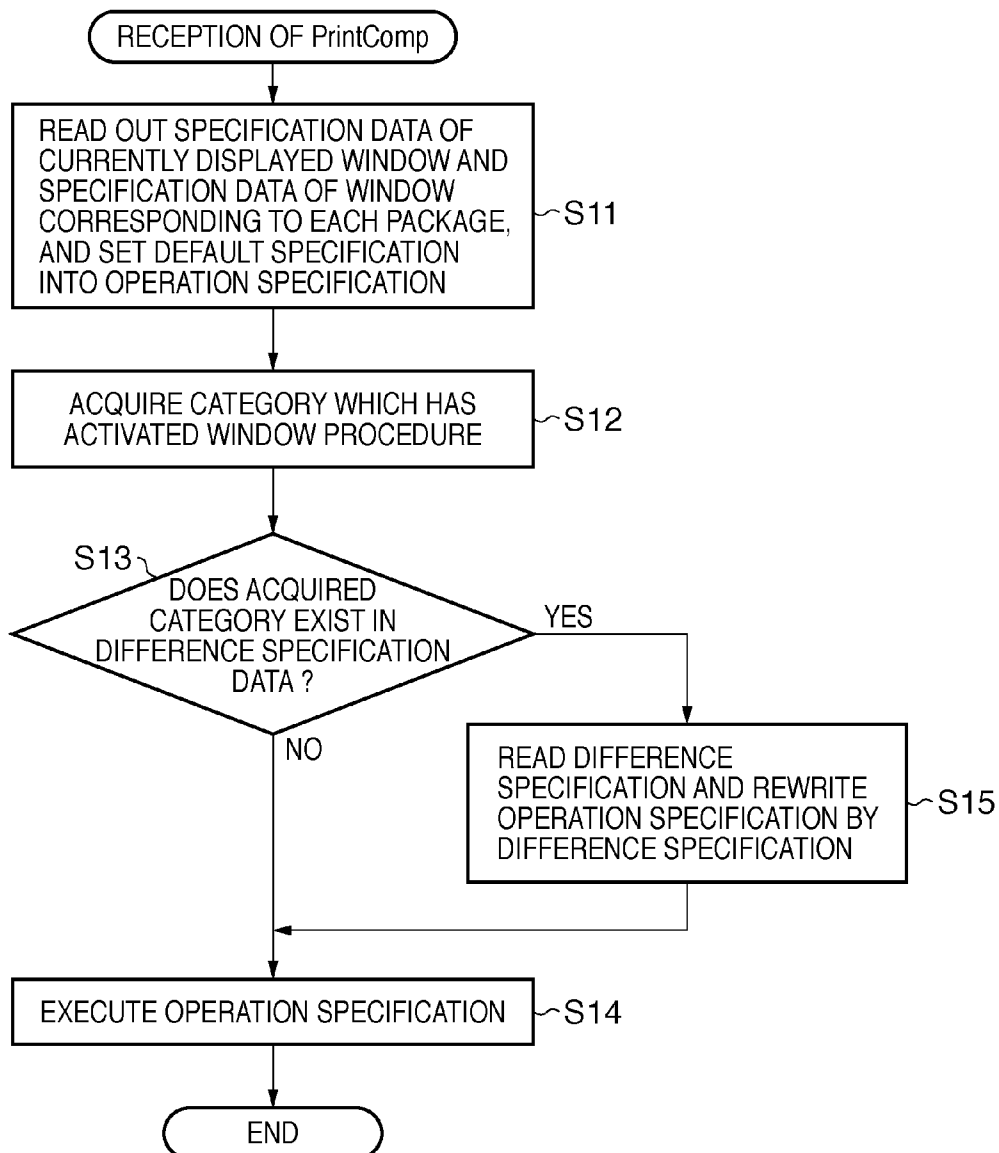 RECEPTION OF PrintComp
READ OUT SPECIFICATION DATA OF
CURRENTLY DISPLAYED WINDOW AND
SPECIFICATION DATA OF WINDOW
CORRESPONDING TO EACH PACKAGE,
AND SET DEFAULT SPECIFICATION
INTO OPERATION SPECIFICATION
S11
ACQUIRE CATEGORY WHICH HAS
ACTIVATED WINDOW PROCEDURE
S12
S13
DOES ACQUIRED
CATEGORY EXIST IN
DIFFERENCE SPECIFICATION
DATA ?
YES
NO
READ DIFFERENCE
SPECIFICATION AND REWRITE
OPERATION SPECIFICATION BY
DIFFERENCE SPECIFICATION
S15
EXECUTE OPERATION SPECIFICATION
S14
END